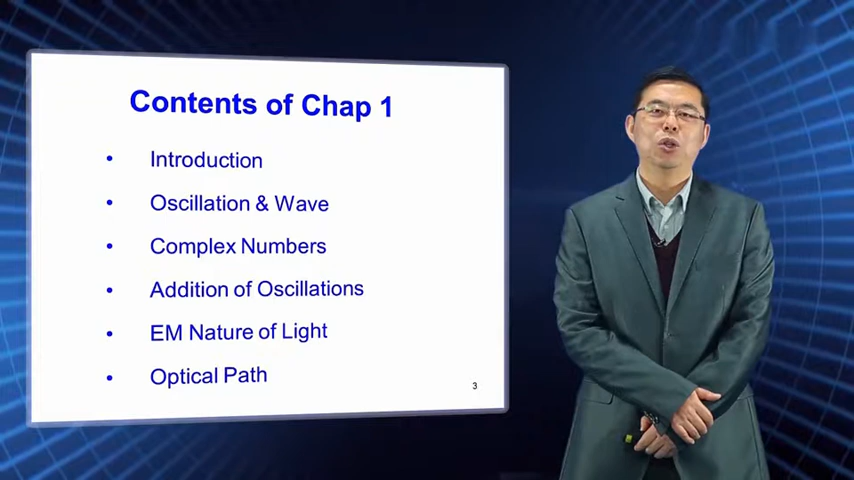 Contents of Chap 1
• Introduction
• Oscillation & Wave
• Complex Numbers
• Addition of Oscillations
• EM Nature of Light
• Optical Path
3